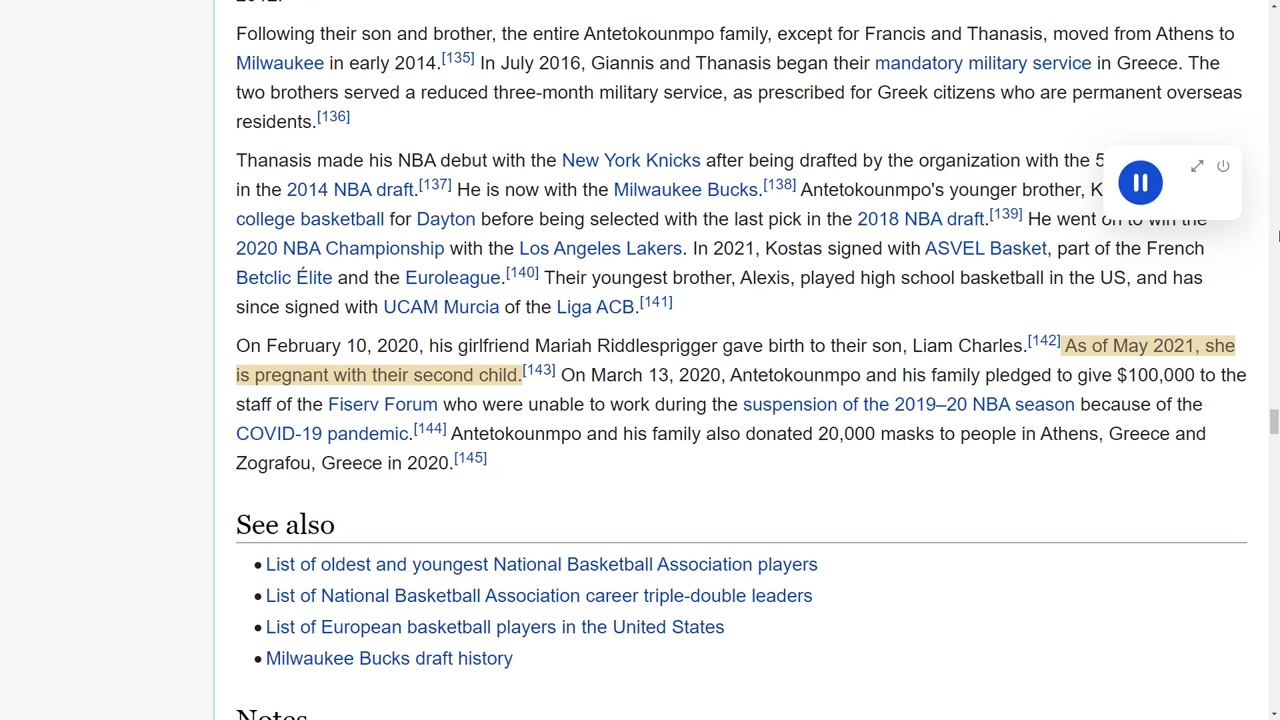 Following their son and brother, the entire Antetokounmpo family, except for Francis and Thanasis, moved from Athens to
Milwaukee in early 2014.[135] In July 2016, Giannis and Thanasis began their mandatory military service in Greece. The
two brothers served a reduced three-month military service, as prescribed for Greek citizens who are permanent overseas
residents.[136]
Thanasis made his NBA debut with the New York Knicks after being drafted by the organization with the 5
in the 2014 NBA draft.[137] He is now with the Milwaukee Bucks.[138] Antetokounmpo's younger brother, K
college basketball for Dayton before being selected with the last pick in the 2018 NBA draft.[139] He went on to win the
2020 NBA Championship with the Los Angeles Lakers. In 2021, Kostas signed with ASVEL Basket, part of the French
Betclic Élite and the Euroleague.[140] Their youngest brother, Alexis, played high school basketball in the US, and has
since signed with UCAM Murcia of the Liga ACB.[141]
On February 10, 2020, his girlfriend Mariah Riddlesprigger gave birth to their son, Liam Charles.[142] As of May 2021, she
is pregnant with their second child.[143] On March 13, 2020, Antetokounmpo and his family pledged to give $100,000 to the
staff of the Fiserv Forum who were unable to work during the suspension of the 2019–20 NBA season because of the
COVID-19 pandemic.[144] Antetokounmpo and his family also donated 20,000 masks to people in Athens, Greece and
Zografou, Greece in 2020.[145]
See also
• List of oldest and youngest National Basketball Association players
• List of National Basketball Association career triple-double leaders
• List of European basketball players in the United States
• Milwaukee Bucks draft history
Notes